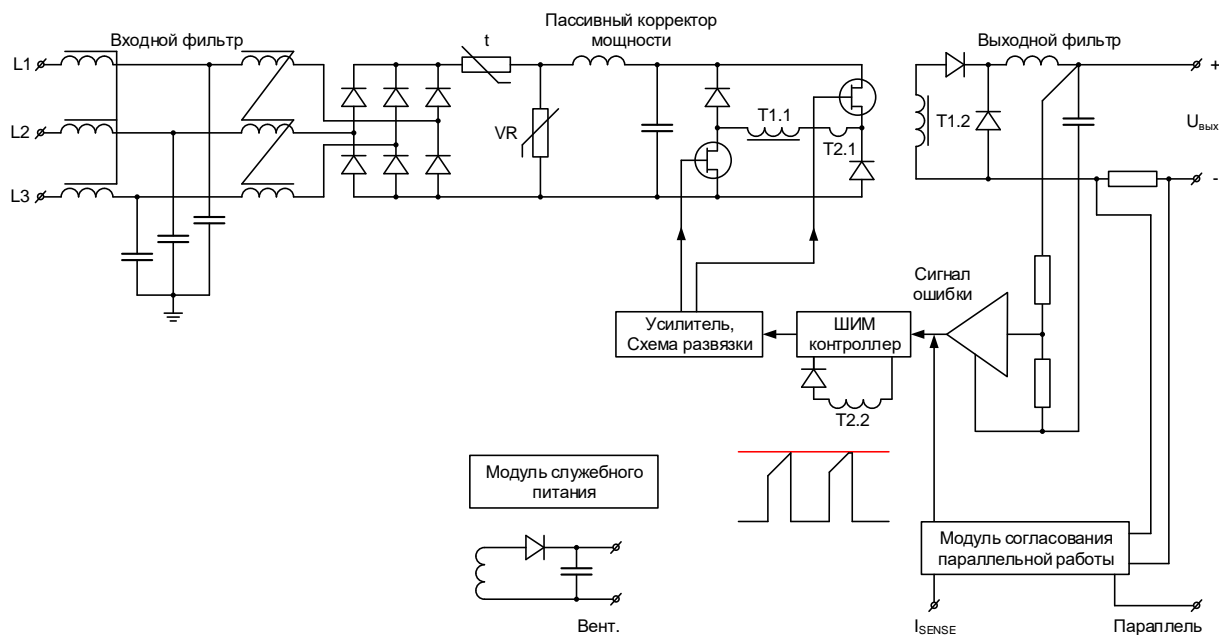 Входной фильтр
Пассивный корректор
мощности
Выходной фильтр
t
L1
L2
L3
VR
T1.1
T2.1
T1.2
+
Uвых
-
Сигнал
ошибки
Усилитель,
Схема развязки
ШИМ
контроллер
T2.2
Модуль служебного
питания
Модуль согласования
параллельной работы
Вент.
ISENSE
Параллель